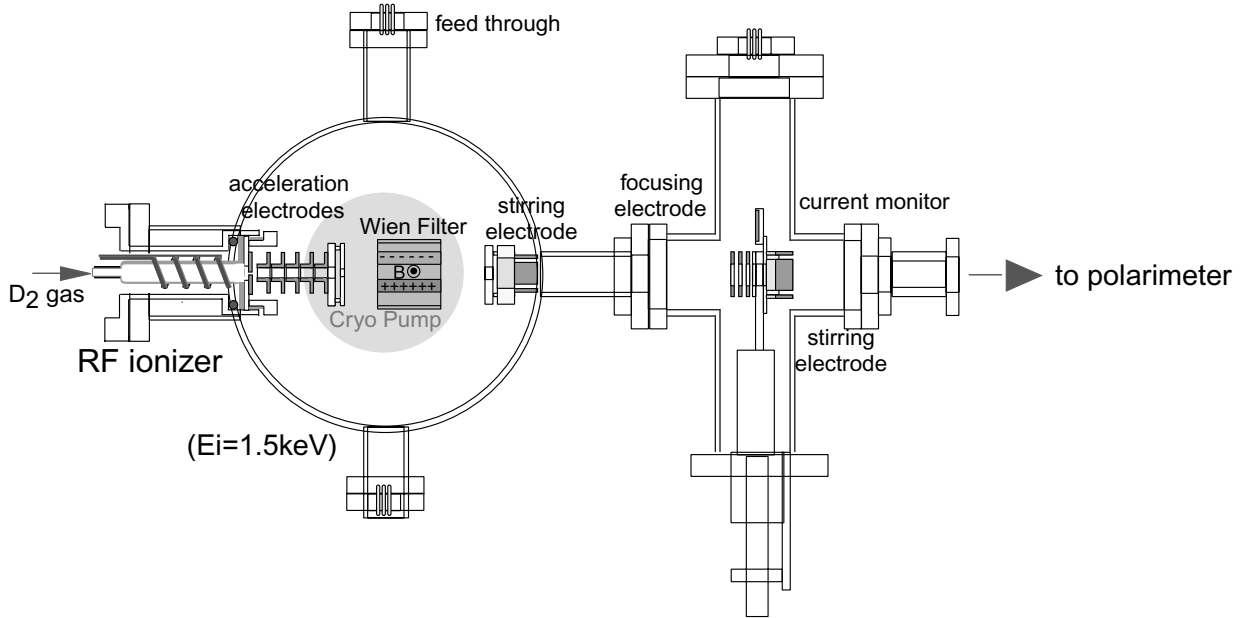 feed through
acceleration
electrodes
Wien Filter
- - - - - -
B
++++++
Cryo Pump
stirring
electrode
focusing
electrode
current monitor
D2 gas
RF ionizer
to polarimeter
stirring
electrode
(Ei=1.5keV)